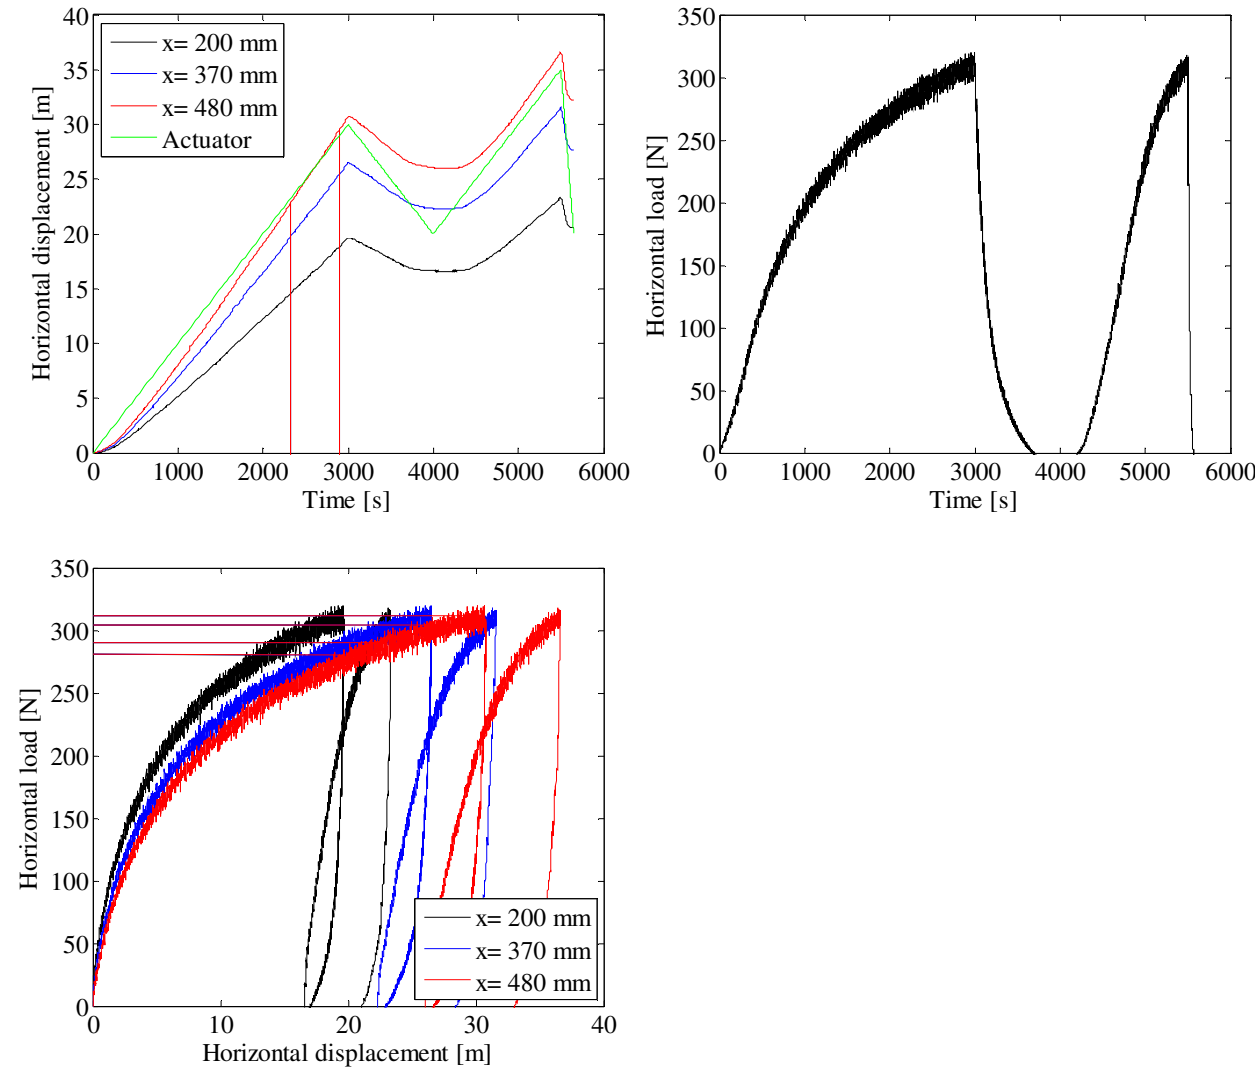 40
35
30
25
20
15
10
5
0
Horizontal displacement [m]
x= 200 mm
x= 370 mm
x= 480 mm
Actuator
0 1000 2000 3000 4000 5000 6000
Time [s]
350
300
250
200
150
100
50
0
Horizontal load [N]
0 1000 2000 3000 4000 5000 6000
Time [s]
350
300
250
200
150
100
50
0
Horizontal load [N]
x= 200 mm
x= 370 mm
x= 480 mm
0 10 20 30 40
Horizontal displacement [m]